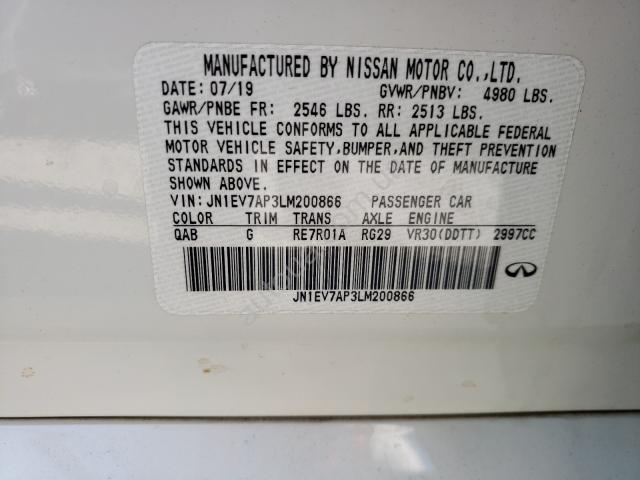 MANUFACTURED BY NISSAN MOTOR CO.,LTD.
DATE: 07/19 GVWR/PNBV: 4980 LBS.
GAWR/PNBE FR: 2546 LBS. RR: 2513 LBS.
THIS VEHICLE CONFORMS TO ALL APPLICABLE FEDERAL
MOTOR VEHICLE SAFETY,BUMPER,AND THEFT PREVENTION
STANDARDS IN EFFECT ON THE DATE OF MANUFACTURE
SHOWN ABOVE.
VIN: JN1EV7AP3LM200866 PASSENGER CAR
COLOR TRIM TRANS AXLE ENGINE
QAB G RE7R01A RG29 VR30(DDTT) 2997CC
JN1EV7AP3LM200866